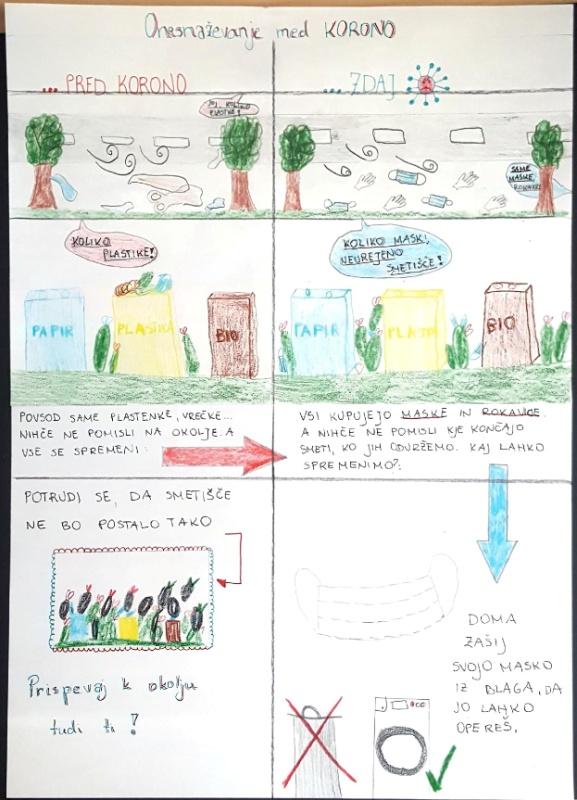 Onesnaževanje med KORONO
... PRED KORONO
JOJ, KOLIKO
PLASTIKE!
KOLIKO
PLASTIKE!
PAPIR
PLASTIKA
BIO
POVSOD SAME PLASTENKE, VREČKE...
NIHČE NE POMISLI NA OKOLJE. A
VSE SE SPREMENI:
... ZDAJ
SAME
MASKE
ROKAVICE
KOLIKO MASK!,
NEUREJENO
SMETIŠČE!
PAPIR
BIO
VSI KUPUJEJO MASKE IN ROKAVICE.
A NIHČE NE POMISLI KJE KONČAJO
SMETI, KO JIH ODVRŽEMO. KAJ LAHKO
SPREMENIMO?:
POTRUDI SE, DA SMETIŠČE
NE BO POSTALO TAKO
Prispevaj k okolju
tudi ti!
DOMA
ZAŠIJ
SVOJO MASKO
IZ BLAGA, DA
JO LAHKO
OPEREŠ.